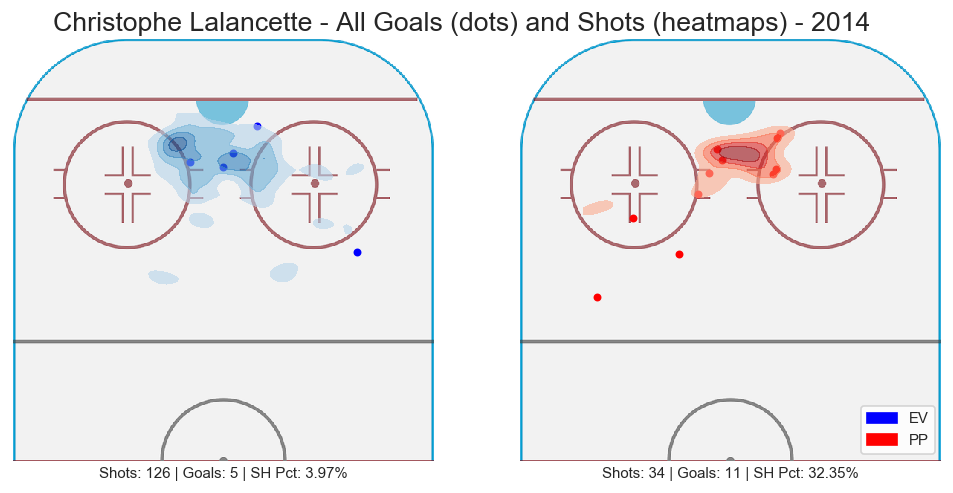 Christophe Lalancette - All Goals (dots) and Shots (heatmaps) - 2014
EV
PP
Shots: 126 | Goals: 5 | SH Pct: 3.97%
Shots: 34 | Goals: 11 | SH Pct: 32.35%